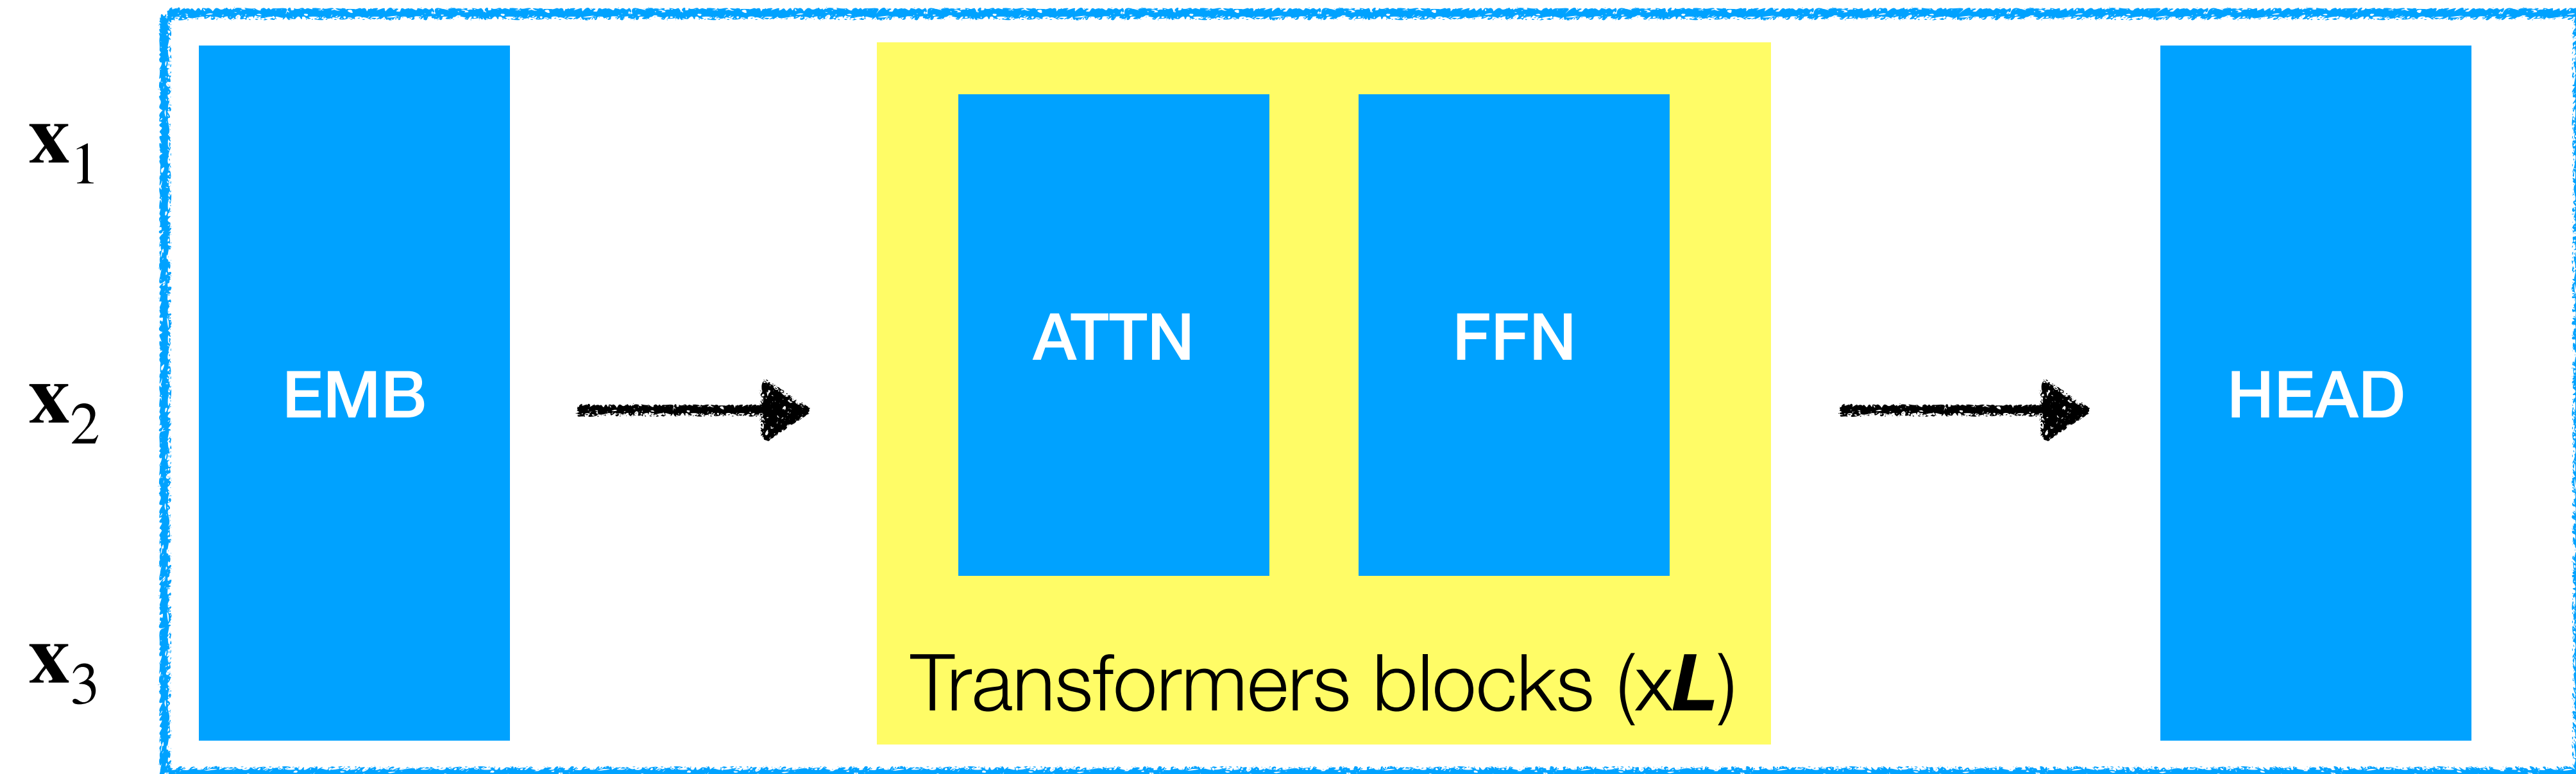 x₁
x₂
x₃
EMB
ATTN
FFN
Transformers blocks (xL)
HEAD